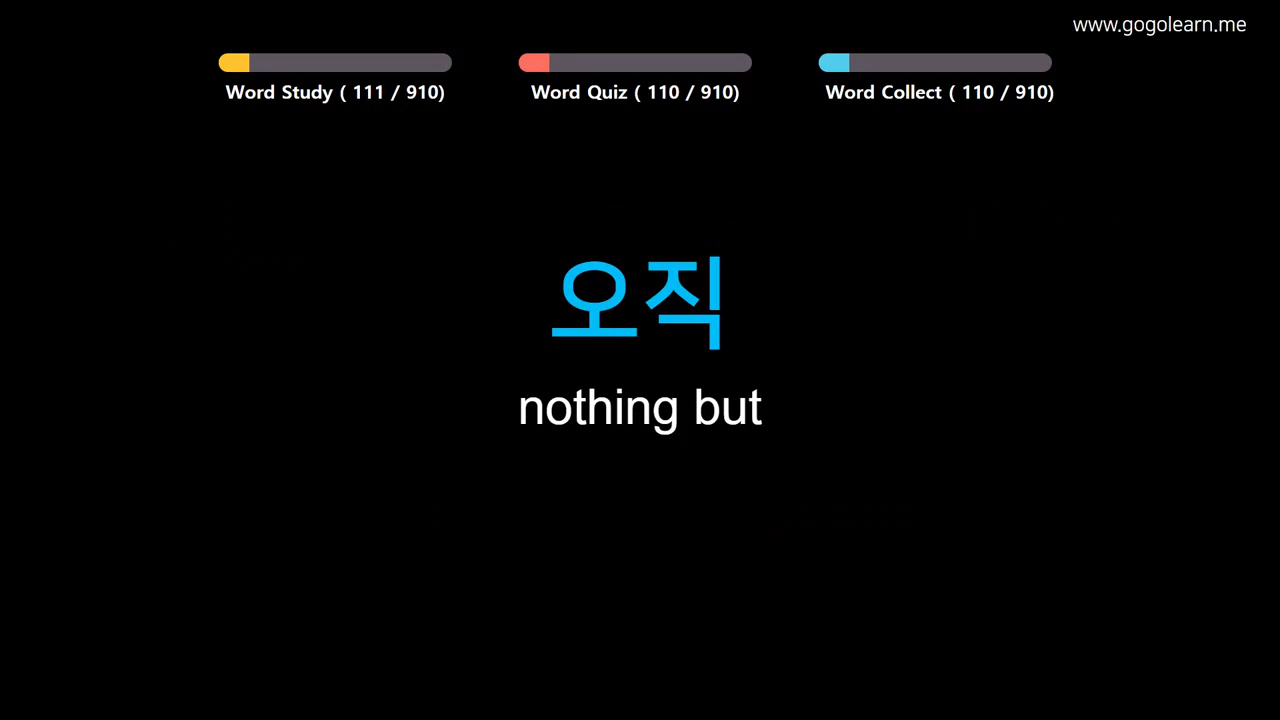 www.gogolearn.me
Word Study ( 111 / 910)
Word Quiz ( 110 / 910)
Word Collect ( 110 / 910)
오직
nothing but